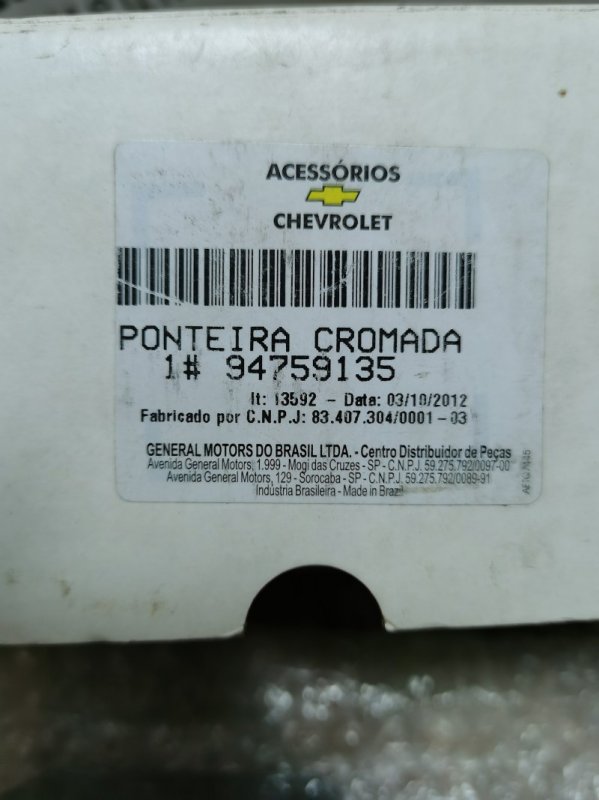 ACESSÓRIOS
CHEVROLET
PONTEIRA CROMADA
1# 94759135
It: 13592 - Data: 03/10/2012
Fabricado por C.N.P.J: 83.407.304/0001-03
GENERAL MOTORS DO BRASIL LTDA. - Centro Distribuidor de Peças
Avenida General Motors, 1.999 - Mogi das Cruzes - SP - C.N.P.J. 59.275.792/0097-00
Avenida General Motors, 129 - Sorocaba - SP - C.N.P.J. 59.275.792/0089-91
Indústria Brasileira - Made in Brazil